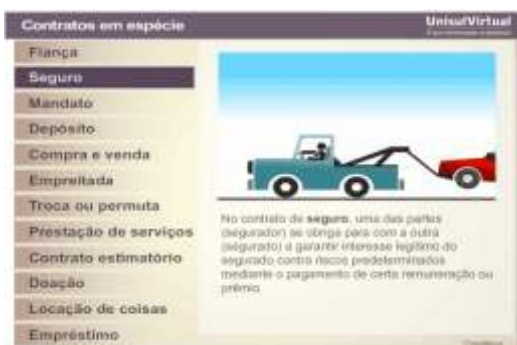 Contratos em espécie
UnisulVirtual
Fiança
Seguro
Mandato
Depósito
Compra e venda
Empreitada
Troca ou permuta
Prestação de serviços
Contrato estimatório
Doação
Locação de coisas
Empréstimo
No contrato de seguro, uma das partes
(segurador) se obriga para com a outra
(segurado) a garantir interesse legítimo do
segurado contra riscos predeterminados
mediante o pagamento de certa remuneração ou
prêmio.